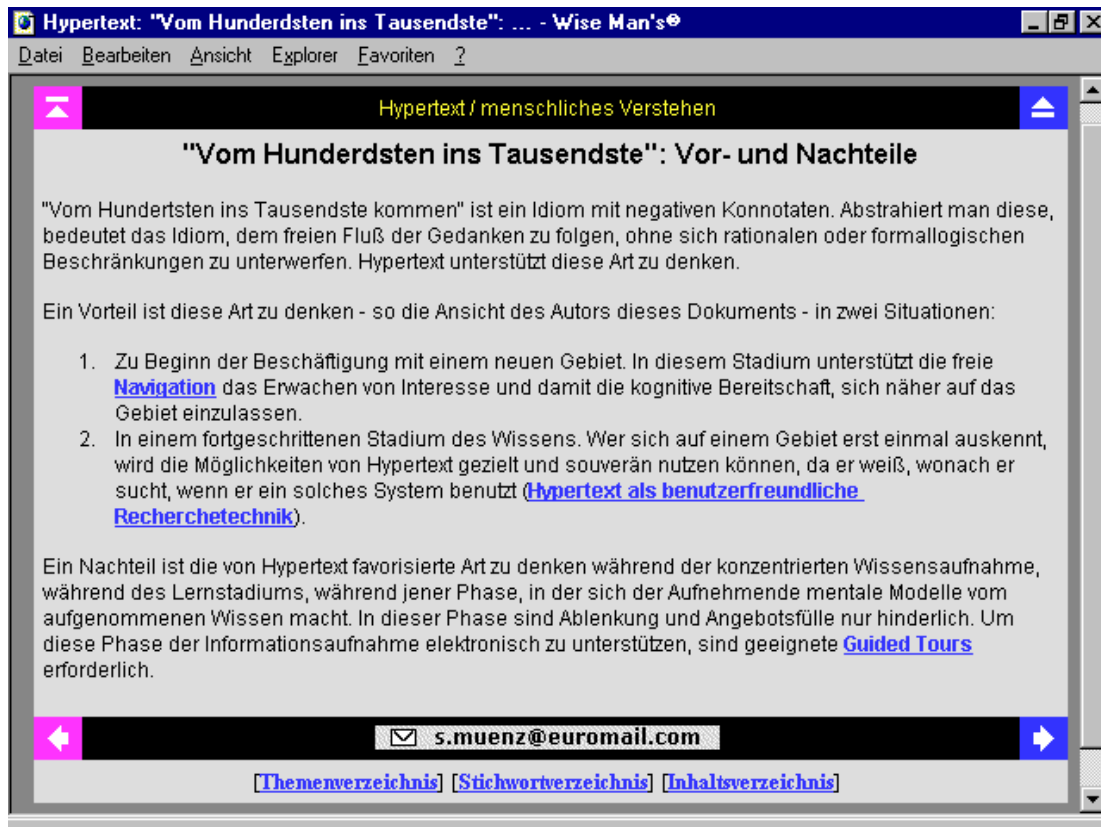 Hypertext: "Vom Hunderdsten ins Tausendste": ... - Wise Man's®
Datei Bearbeiten Ansicht Explorer Favoriten ?
Hypertext / menschliches Verstehen
"Vom Hunderdsten ins Tausendste": Vor- und Nachteile
"Vom Hundertsten ins Tausendste kommen" ist ein Idiom mit negativen Konnotaten. Abstrahiert man diese,
bedeutet das Idiom, dem freien Fluß der Gedanken zu folgen, ohne sich rationalen oder formallogischen
Beschränkungen zu unterwerfen. Hypertext unterstützt diese Art zu denken.
Ein Vorteil ist diese Art zu denken - so die Ansicht des Autors dieses Dokuments - in zwei Situationen:
1. Zu Beginn der Beschäftigung mit einem neuen Gebiet. In diesem Stadium unterstützt die freie
Navigation das Erwachen von Interesse und damit die kognitive Bereitschaft, sich näher auf das
Gebiet einzulassen.
2. In einem fortgeschrittenen Stadium des Wissens. Wer sich auf einem Gebiet erst einmal auskennt,
wird die Möglichkeiten von Hypertext gezielt und souverän nutzen können, da er weiß, wonach er
sucht, wenn er ein solches System benutzt (Hypertext als benutzerfreundliche
Recherchetechnik).
Ein Nachteil ist die von Hypertext favorisierte Art zu denken während der konzentrierten Wissensaufnahme,
während des Lernstadiums, während jener Phase, in der sich der Aufnehmende mentale Modelle vom
aufgenommenen Wissen macht. In dieser Phase sind Ablenkung und Angebotsfülle nur hinderlich. Um
diese Phase der Informationsaufnahme elektronisch zu unterstützen, sind geeignete Guided Tours
erforderlich.
s.muenz@euromail.com
[Themenverzeichnis] [Stichwortverzeichnis] [Inhaltsverzeichnis]